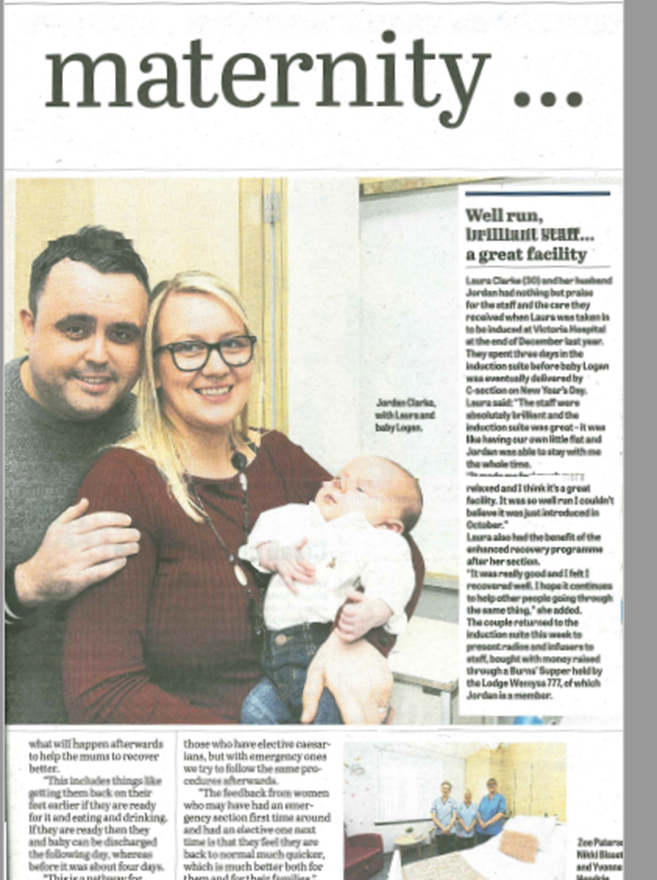 maternity ...
Well run,
brilliant staff...
a great facility
Laura Clarke (30) and her husband
Jordan had nothing but praise
for the staff and the care they
received when Laura was taken in
to be induced at Victoria Hospital
at the end of December last year.
They spent three days in the
induction suite before baby Logan
was eventually delivered by
C-section on New Year's Day.
Laura said: "The staff were
absolutely brilliant and the
induction suite was great - it was
like having our own little flat and
Jordan was able to stay with me
the whole time.
"It made me feel much more
relaxed and I think it's a great
facility. It was so well run I couldn't
believe it was just introduced in
October."
Laura also had the benefit of the
enhanced recovery programme
after her section.
"It was really good and I felt I
recovered well. I hope it continues
to help other people going through
the same thing," she added.
The couple returned to the
induction suite this week to
present radios and infusers to
staff, bought with money raised
through a Burns' Supper held by
the Lodge Wemyss 777, of which
Jordan is a member.
Jordan Clarke,
with Laura and
baby Logan.
what will happen afterwards
to help the mums to recover
better.
"This includes things like
getting them back on their
feet earlier if they are ready
for it and eating and drinking.
If they are ready then they
and baby can be discharged
the following day, whereas
before it was about four days.
"This is a pathway for
those who have elective caesar-
ians, but with emergency ones
we try to follow the same pro-
cedures afterwards.
"The feedback from women
who may have had an emer-
gency section first time around
and had an elective one next
time is that they feel they are
back to normal much quicker,
which is much better both for
them and for their families."
Zoe Paterso
Nikki Bisset
and Yvonne
Hendrie